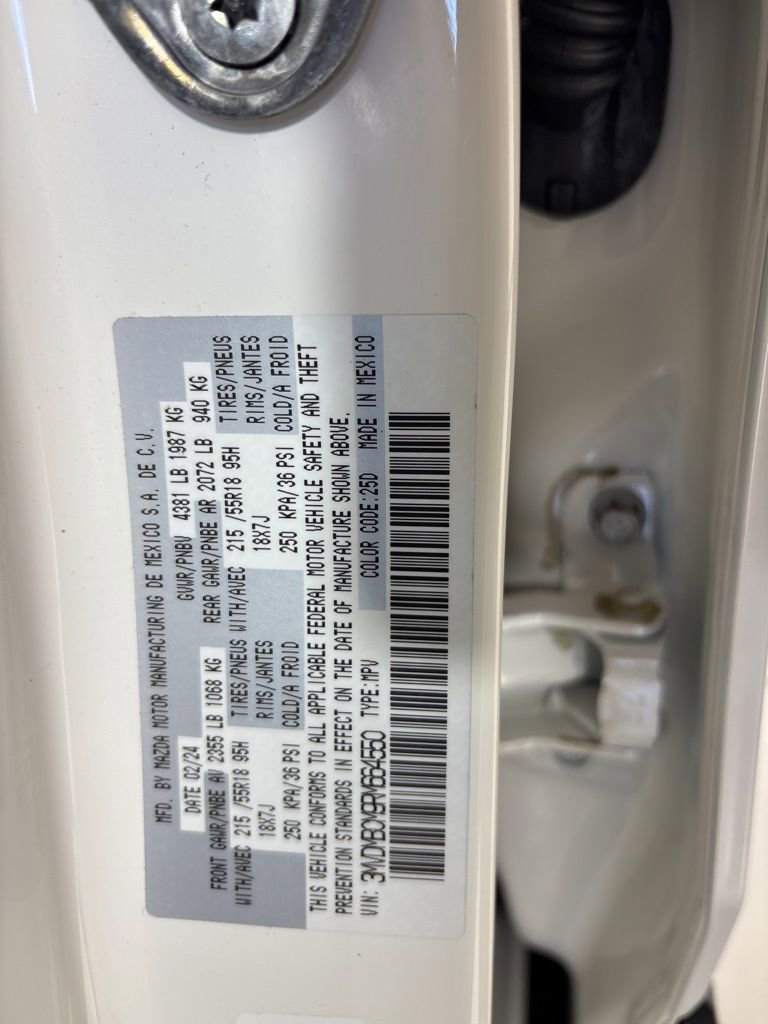 MFD. BY MAZDA MOTOR MANUFACTURING DE MEXICO S.A. DE C.V.
DATE 02/24 GVWR/PNBV 4381 LB 1987 KG
FRONT GAWR/PNBE AV 2355 LB 1068 KG REAR GAWR/PNBE AR 2072 LB 940 KG
WITH/AVEC 215 /55R18 95H TIRES/PNEUS WITH/AVEC 215 /55R18 95H TIRES/PNEUS
18X7J RIMS/JANTES 18X7J RIMS/JANTES
250 KPA/36 PSI COLD/A FROID 250 KPA/36 PSI COLD/A FROID
THIS VEHICLE CONFORMS TO ALL APPLICABLE FEDERAL MOTOR VEHICLE SAFETY AND THEFT
PREVENTION STANDARDS IN EFFECT ON THE DATE OF MANUFACTURE SHOWN ABOVE.
VIN: 3MVDMBCM9RM664550 TYPE:MPV COLOR CODE:25D MADE IN MEXICO